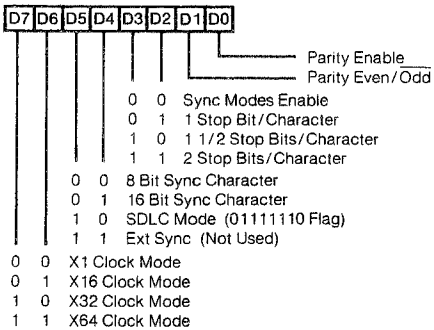 D7 D6 D5 D4 D3 D2 D1 D0
Parity Enable
Parity Even/Odd
0 0 Sync Modes Enable
0 1 1 Stop Bit/Character
1 0 1 1/2 Stop Bits/Character
1 1 2 Stop Bits/Character
0 0 8 Bit Sync Character
0 1 16 Bit Sync Character
1 0 SDLC Mode (01111110 Flag)
1 1 Ext Sync (Not Used)
0 0 X1 Clock Mode
0 1 X16 Clock Mode
1 0 X32 Clock Mode
1 1 X64 Clock Mode